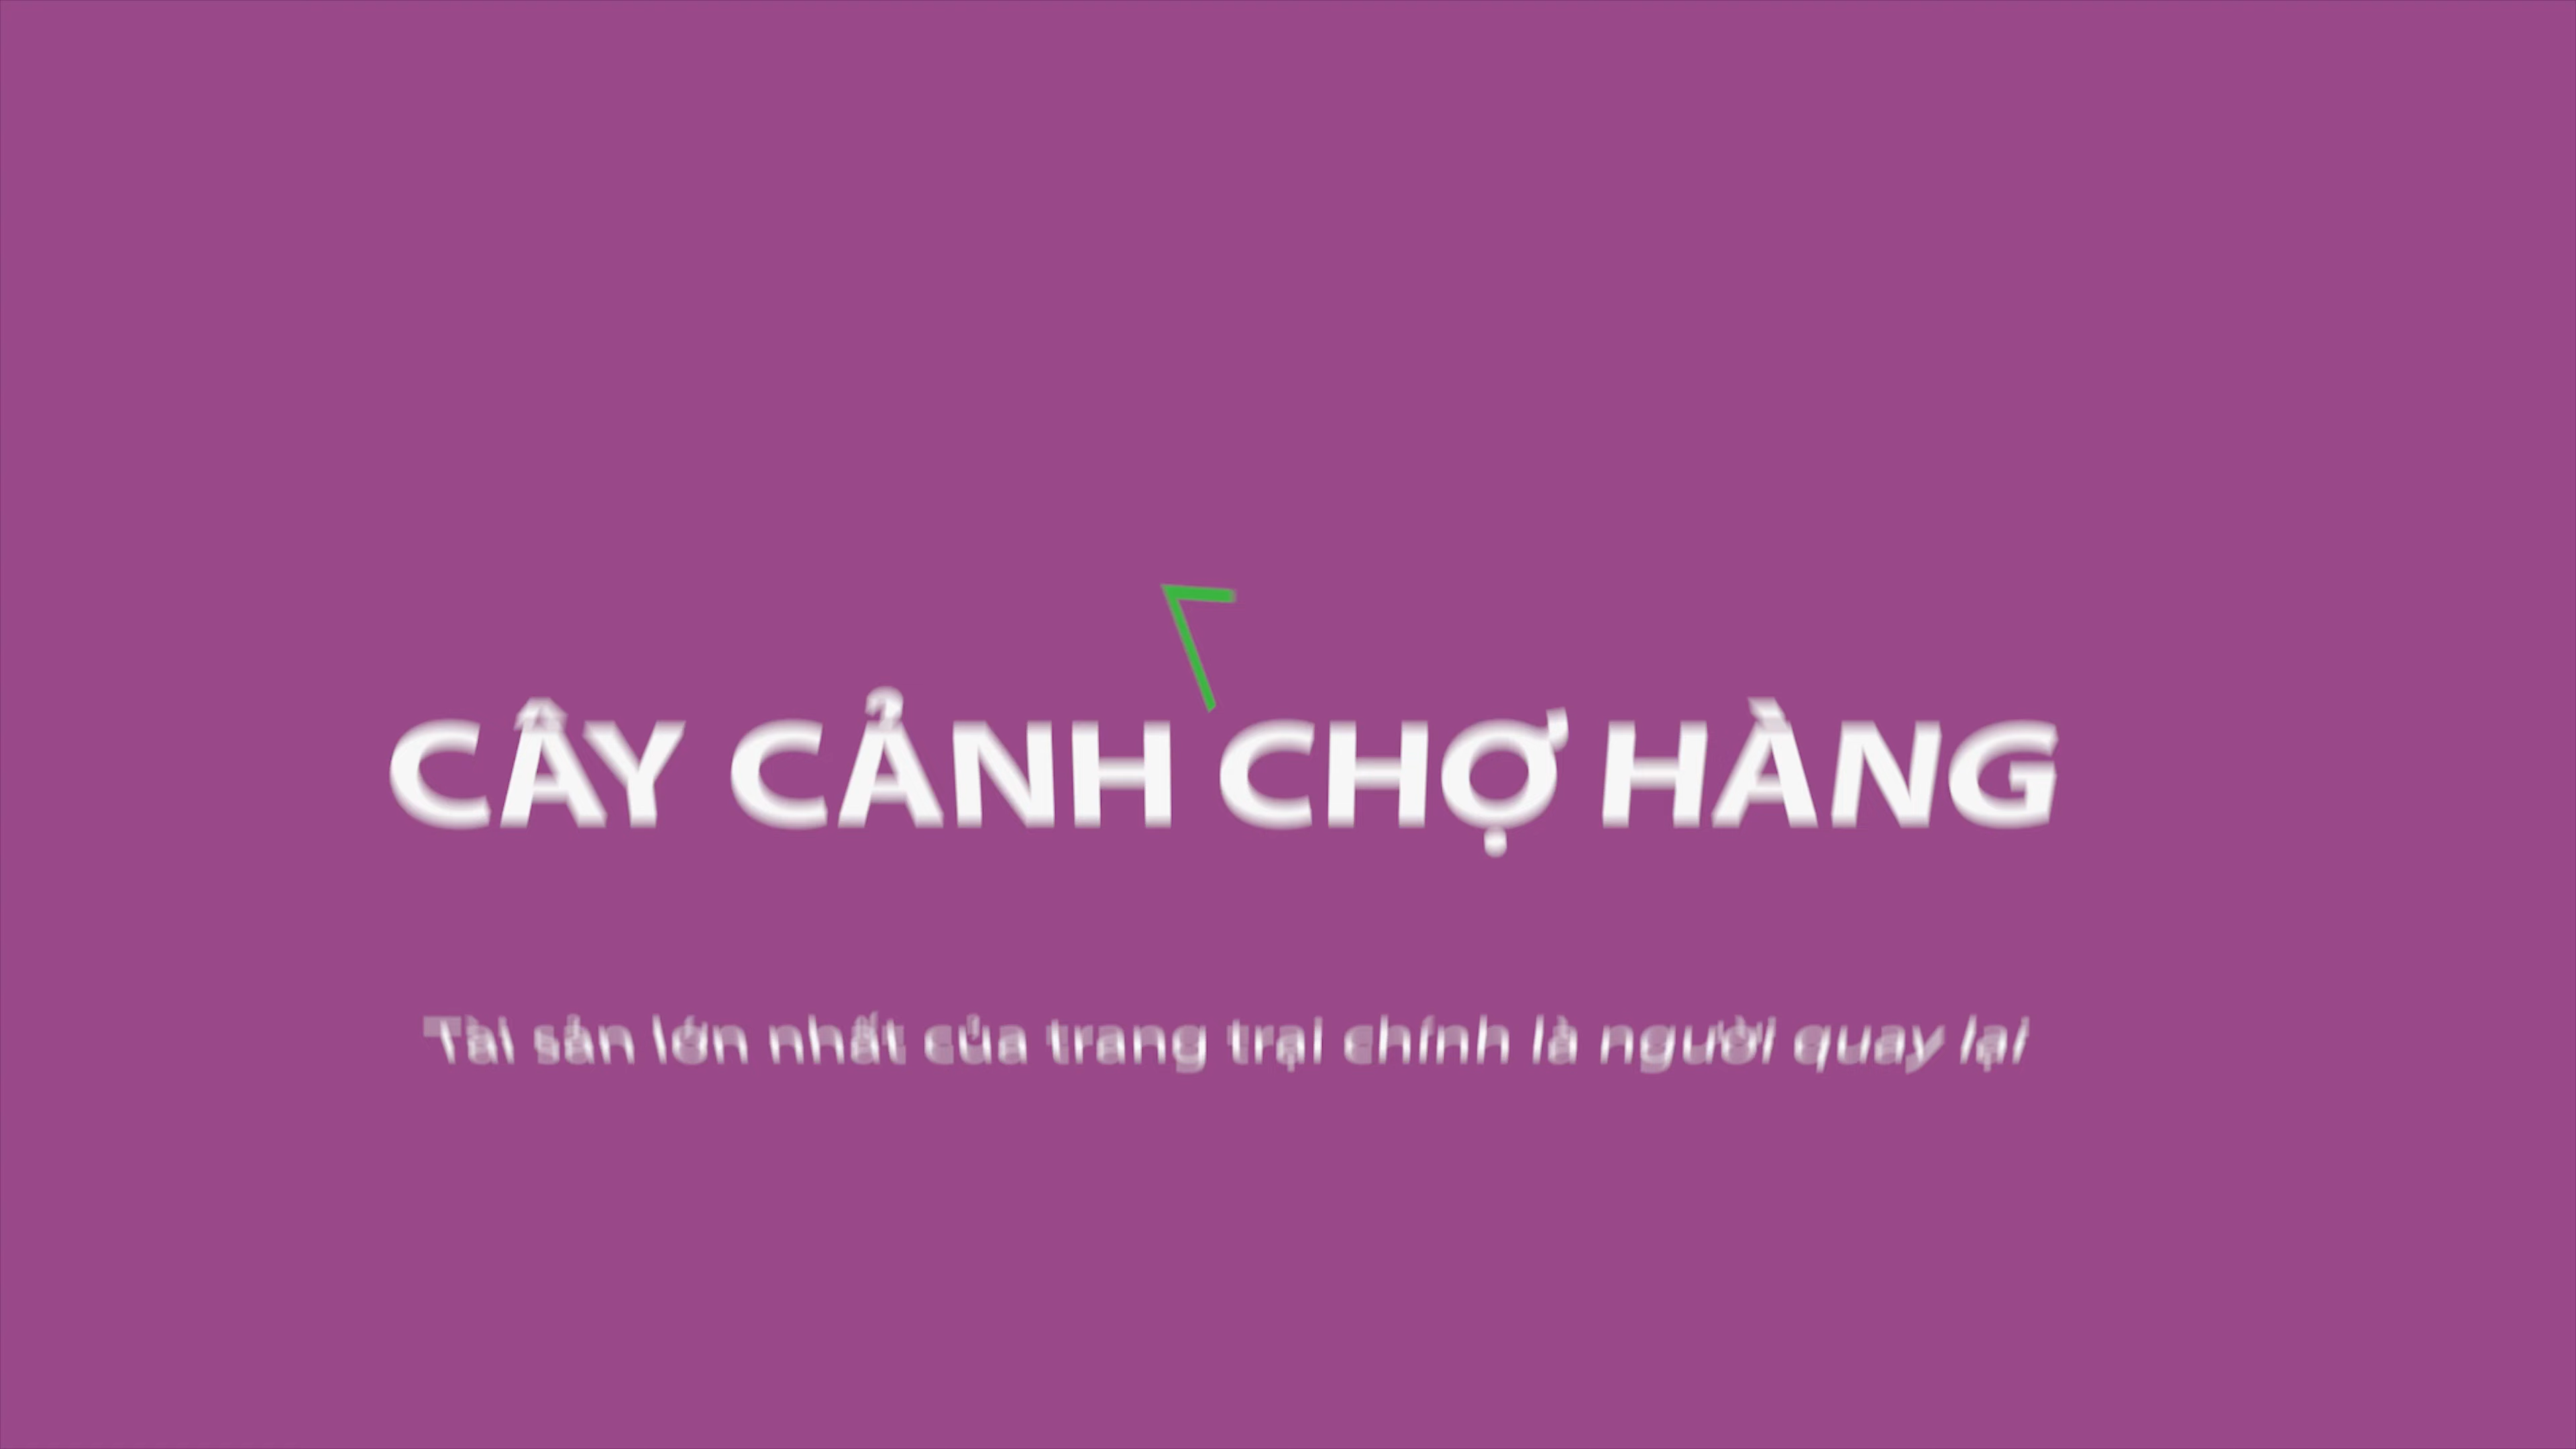 CÂY CẢNH CHỢ HÀNG
Tài sản lớn nhất của trang trại chính là người quay lại